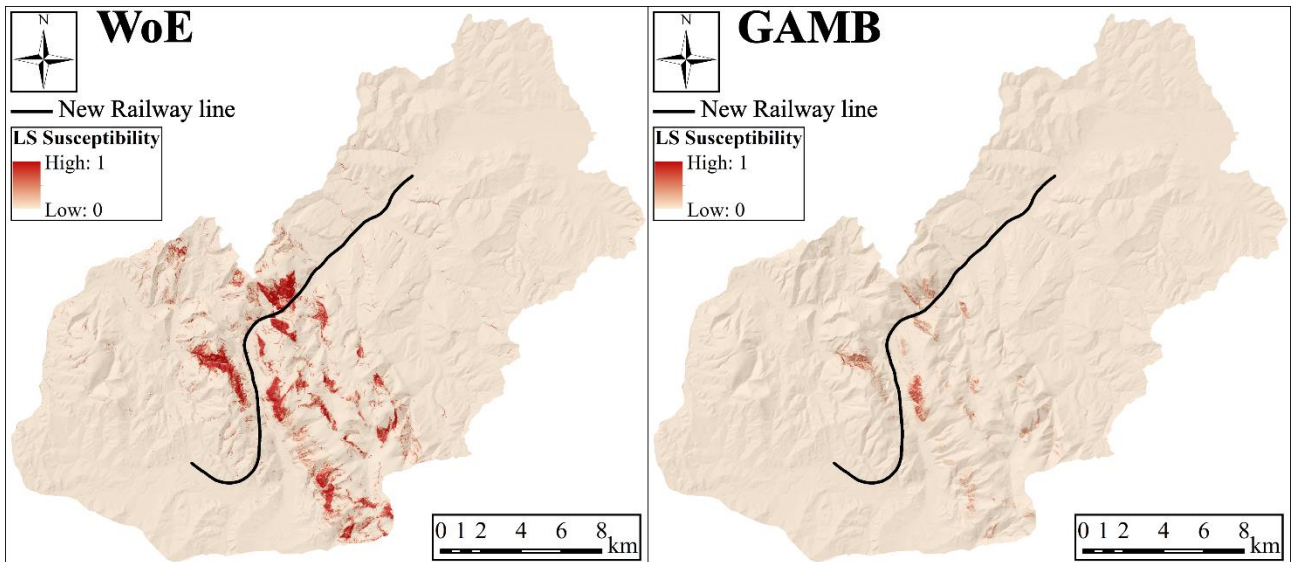 N
WoE
New Railway line
LS Susceptibility
High: 1
Low: 0
0 1 2 4 6 8
km
N
GAMB
New Railway line
LS Susceptibility
High: 1
Low: 0
0 1 2 4 6 8
km